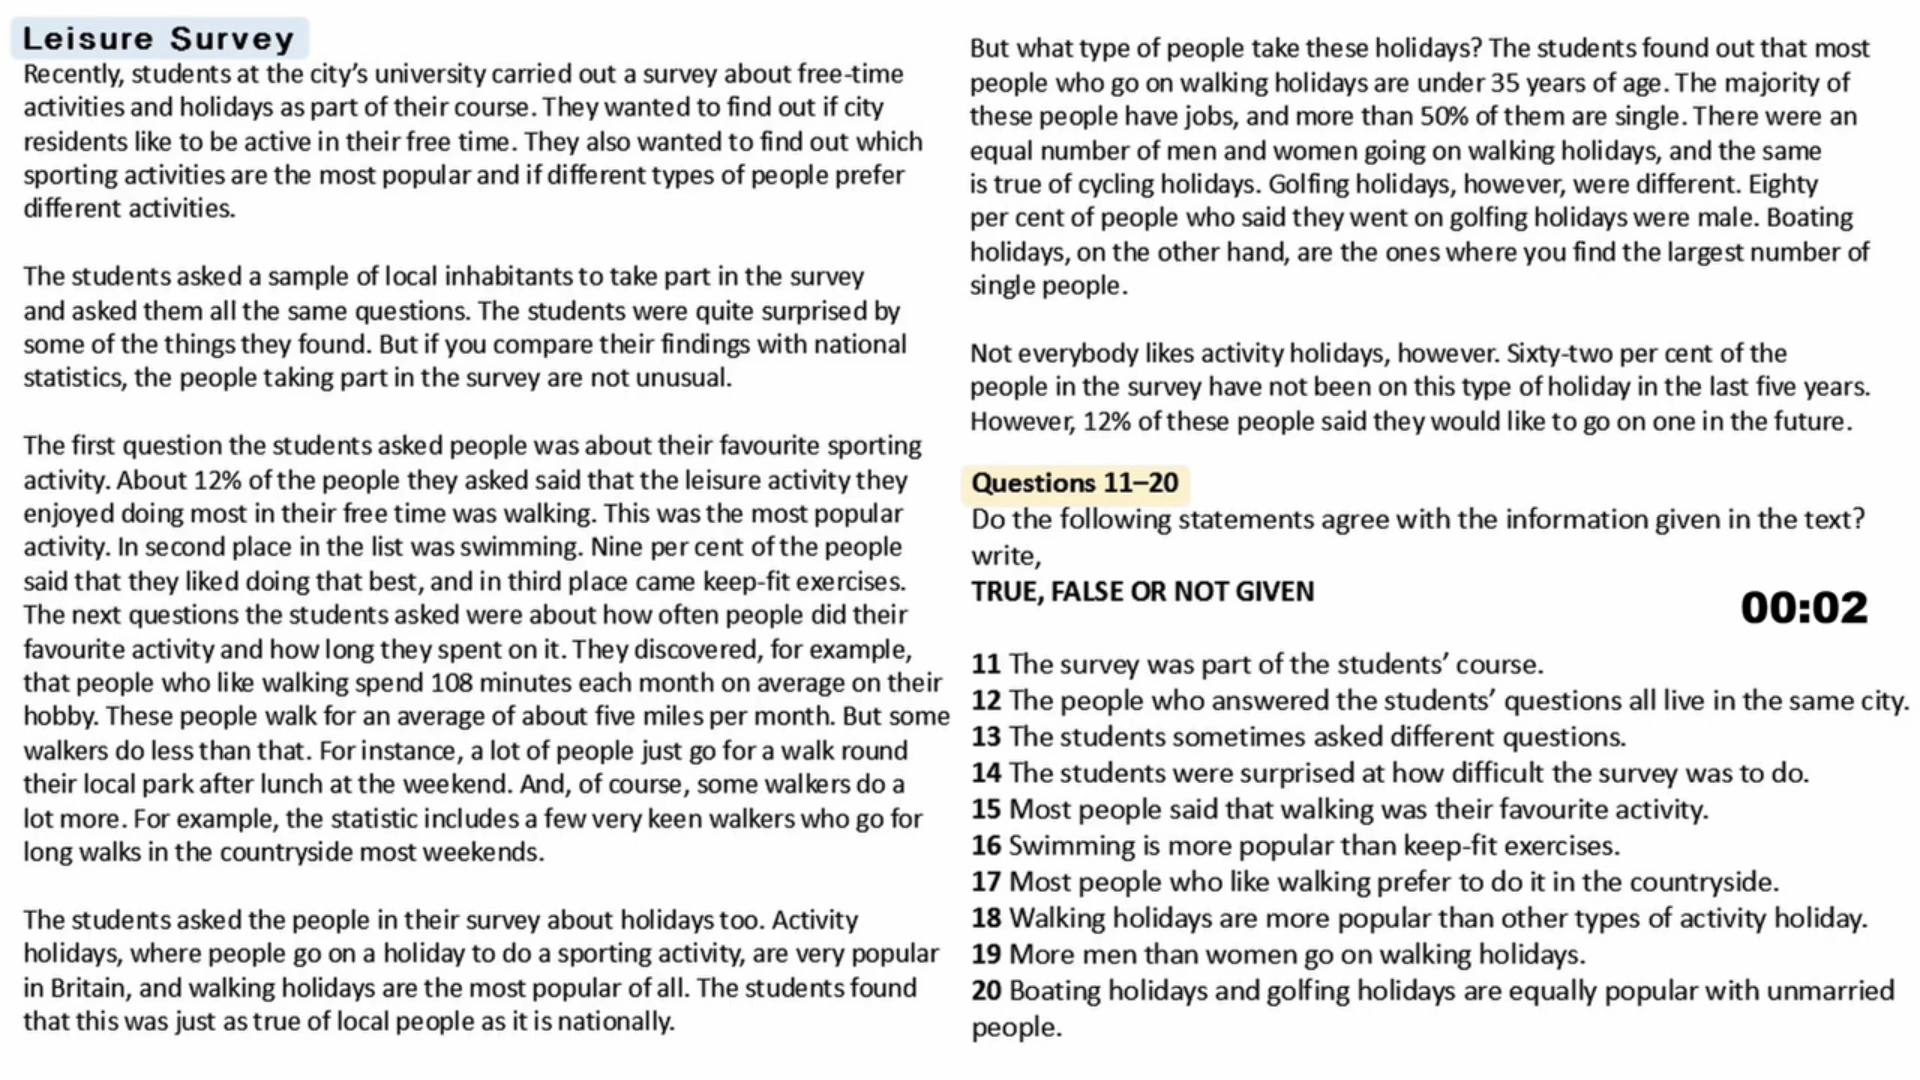 Leisure Survey
Recently, students at the city's university carried out a survey about free-time
activities and holidays as part of their course. They wanted to find out if city
residents like to be active in their free time. They also wanted to find out which
sporting activities are the most popular and if different types of people prefer
different activities.
The students asked a sample of local inhabitants to take part in the survey
and asked them all the same questions. The students were quite surprised by
some of the things they found. But if you compare their findings with national
statistics, the people taking part in the survey are not unusual.
The first question the students asked people was about their favourite sporting
activity. About 12% of the people they asked said that the leisure activity they
enjoyed doing most in their free time was walking. This was the most popular
activity. In second place in the list was swimming. Nine per cent of the people
said that they liked doing that best, and in third place came keep-fit exercises.
The next questions the students asked were about how often people did their
favourite activity and how long they spent on it. They discovered, for example,
that people who like walking spend 108 minutes each month on average on their
hobby. These people walk for an average of about five miles per month. But some
walkers do less than that. For instance, a lot of people just go for a walk round
their local park after lunch at the weekend. And, of course, some walkers do a
lot more. For example, the statistic includes a few very keen walkers who go for
long walks in the countryside most weekends.
The students asked the people in their survey about holidays too. Activity
holidays, where people go on a holiday to do a sporting activity, are very popular
in Britain, and walking holidays are the most popular of all. The students found
that this was just as true of local people as it is nationally.
But what type of people take these holidays? The students found out that most
people who go on walking holidays are under 35 years of age. The majority of
these people have jobs, and more than 50% of them are single. There were an
equal number of men and women going on walking holidays, and the same
is true of cycling holidays. Golfing holidays, however, were different. Eighty
per cent of people who said they went on golfing holidays were male. Boating
holidays, on the other hand, are the ones where you find the largest number of
single people.
Not everybody likes activity holidays, however. Sixty-two per cent of the
people in the survey have not been on this type of holiday in the last five years.
However, 12% of these people said they would like to go on one in the future.
Questions 11–20
Do the following statements agree with the information given in the text?
write,
TRUE, FALSE OR NOT GIVEN
00:02
11 The survey was part of the students' course.
12 The people who answered the students' questions all live in the same city.
13 The students sometimes asked different questions.
14 The students were surprised at how difficult the survey was to do.
15 Most people said that walking was their favourite activity.
16 Swimming is more popular than keep-fit exercises.
17 Most people who like walking prefer to do it in the countryside.
18 Walking holidays are more popular than other types of activity holiday.
19 More men than women go on walking holidays.
20 Boating holidays and golfing holidays are equally popular with unmarried
people.